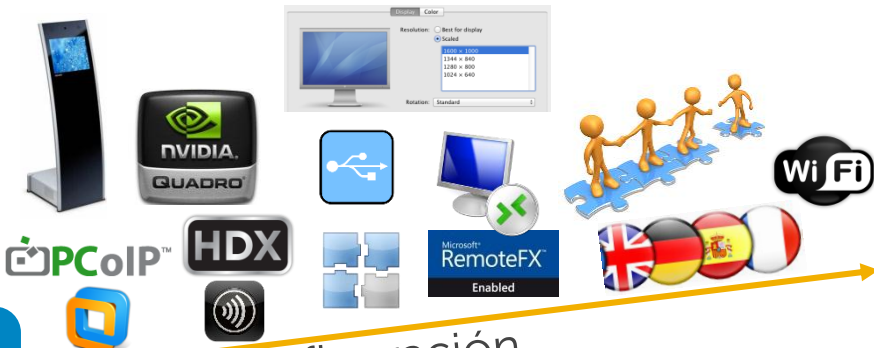 Display Color
Resolution: Best for display
Scaled
1600 × 1000
1344 × 840
1280 × 800
1024 × 640
Rotation: Standard
NVIDIA.
QUADRO
Wi Fi
PCoIP™
HDX
Microsoft®
RemoteFX™
Enabled